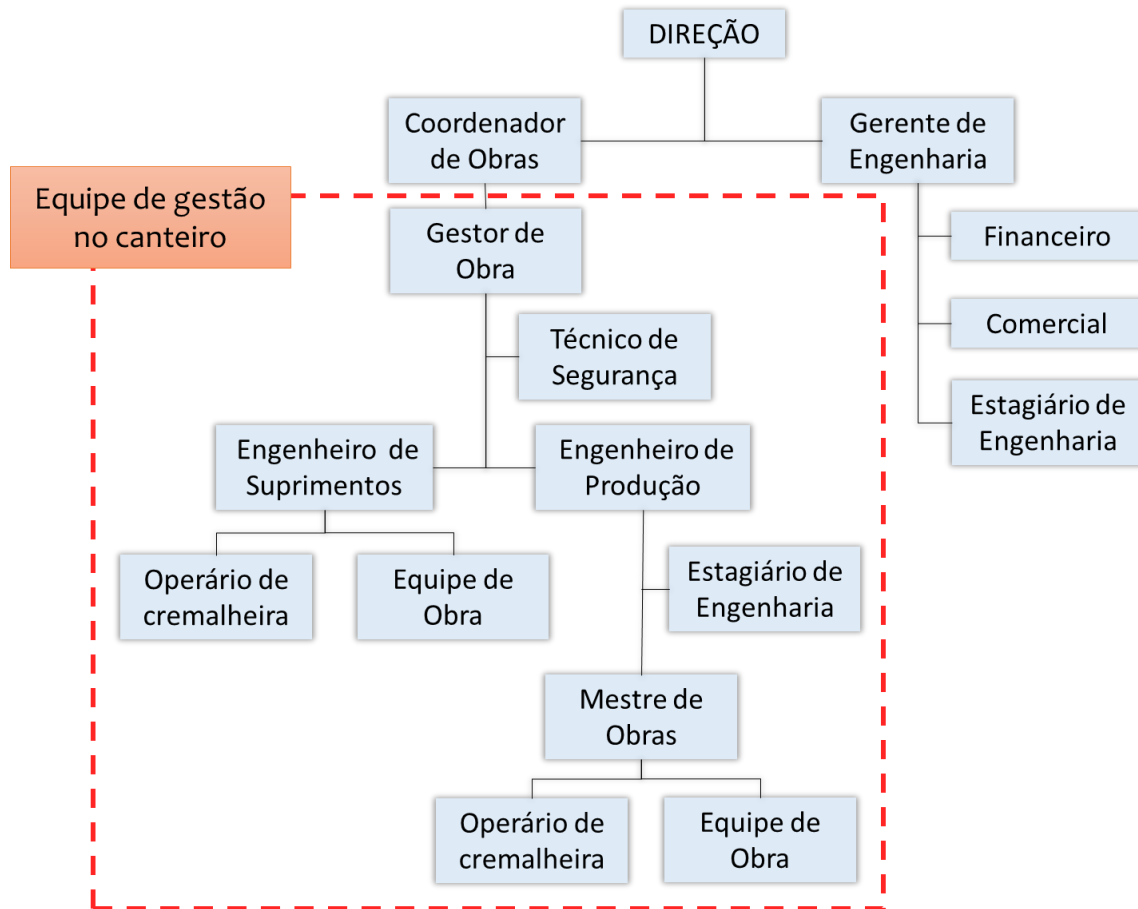 DIREÇÃO
Coordenador
de Obras
Gerente de
Engenharia
Equipe de gestão
no canteiro
Gestor de
Obra
Financeiro
Comercial
Técnico de
Segurança
Estagiário de
Engenharia
Engenheiro de
Suprimentos
Engenheiro de
Produção
Operário de
cremalheira
Equipe de
Obra
Estagiário de
Engenharia
Mestre de
Obras
Operário de
cremalheira
Equipe de
Obra